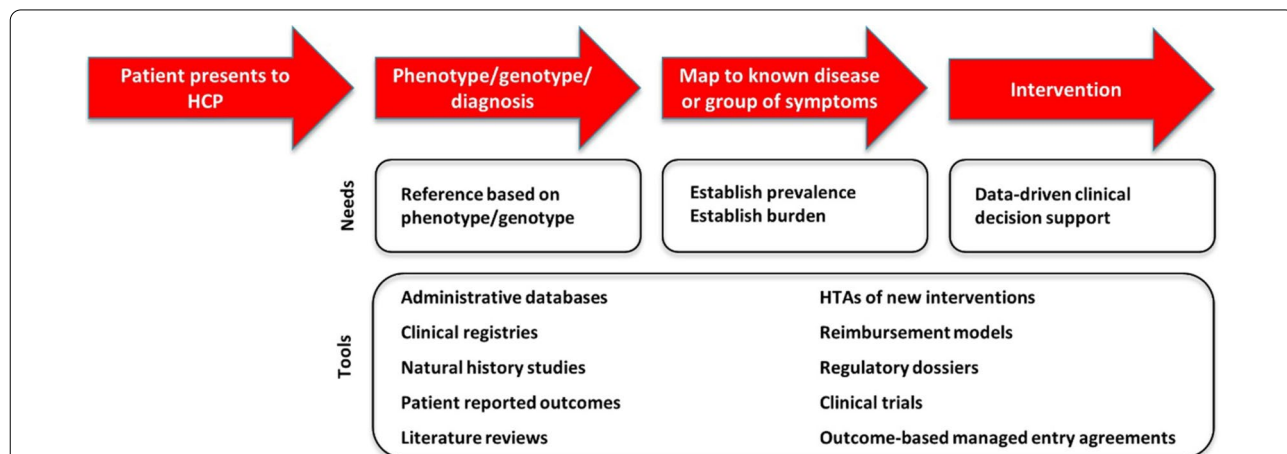 Patient presents to
HCP
Phenotype/genotype/
diagnosis
Map to known disease
or group of symptoms
Intervention
Needs
Reference based on
phenotype/genotype
Establish prevalence
Establish burden
Data-driven clinical
decision support
Tools
Administrative databases
Clinical registries
Natural history studies
Patient reported outcomes
Literature reviews
HTAs of new interventions
Reimbursement models
Regulatory dossiers
Clinical trials
Outcome-based managed entry agreements